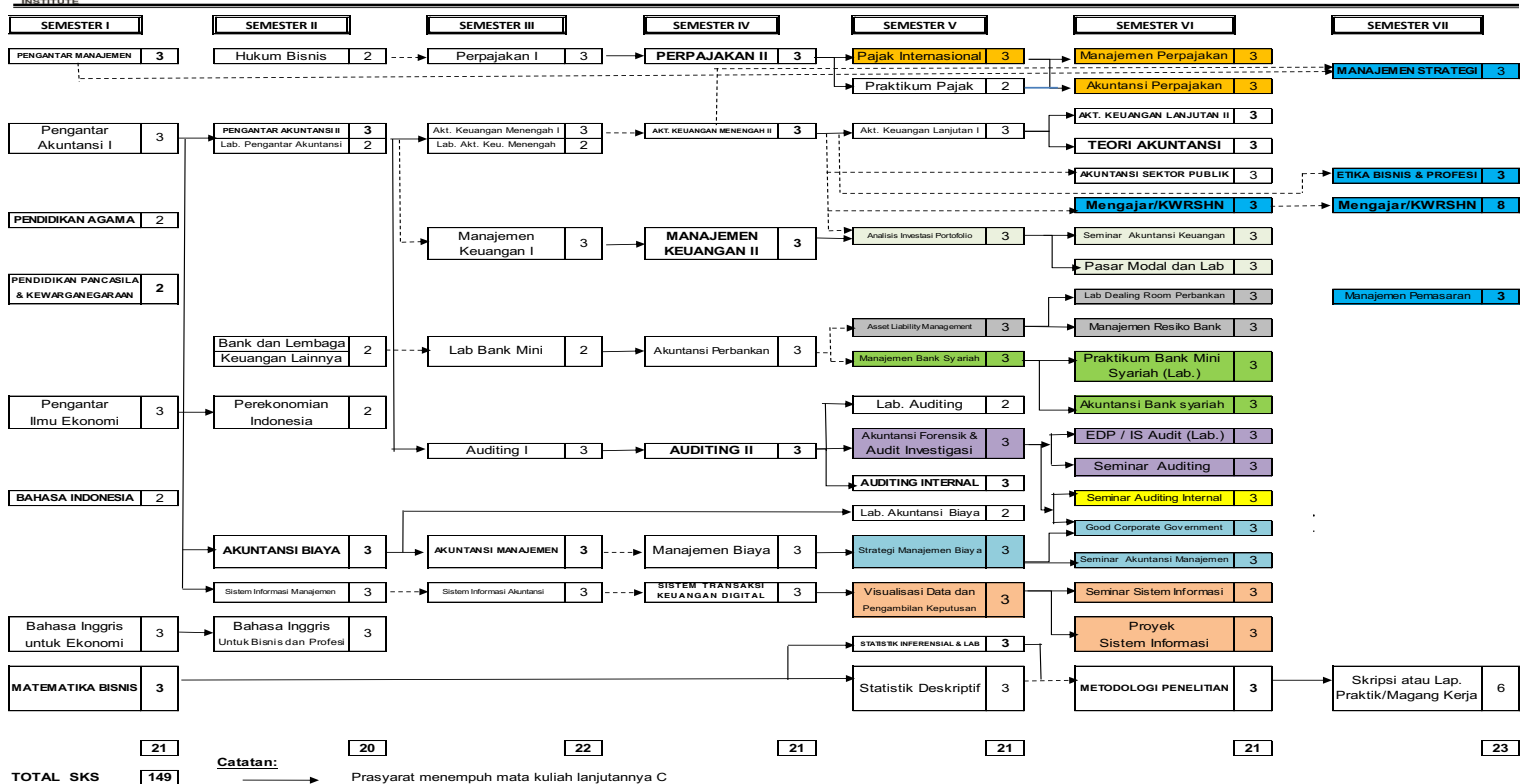 INSTITUTE
SEMESTER I
SEMESTER II
SEMESTER III
SEMESTER IV
SEMESTER V
SEMESTER VI
SEMESTER VII
PENGANTAR MANAJEMEN 3
Hukum Bisnis 2
Perpajakan I 3
PERPAJAKAN II 3
Pajak Internasional 3
Manajemen Perpajakan 3
MANAJEMEN STRATEGI 3
Praktikum Pajak 2
Akuntansi Perpajakan 3
Pengantar
Akuntansi I 3
PENGANTAR AKUNTANSI II 3
Lab. Pengantar Akuntansi 2
Akt. Keuangan Menengah I 3
Lab. Akt. Keu. Menengah 2
AKT. KEUANGAN MENENGAH II 3
Akt. Keuangan Lanjutan I 3
AKT. KEUANGAN LANJUTAN II 3
TEORI AKUNTANSI 3
AKUNTANSI SEKTOR PUBLIK 3
ETIKA BISNIS & PROFESI 3
PENDIDIKAN AGAMA 2
Mengajar/KWRSHN 3
Mengajar/KWRSHN 8
Manajemen
Keuangan I 3
MANAJEMEN
KEUANGAN II 3
Analisis Investasi Portofolio 3
Seminar Akuntansi Keuangan 3
Pasar Modal dan Lab 3
PENDIDIKAN PANCASILA
& KEWARGANEGARAAN 2
Lab Dealing Room Perbankan 3
Manajemen Pemasaran 3
Bank dan Lembaga
Keuangan Lainnya 2
Lab Bank Mini 2
Akuntansi Perbankan 3
Asset Liability Management 3
Manajemen Resiko Bank 3
Manajemen Bank Syariah 3
Praktikum Bank Mini
Syariah (Lab.) 3
Pengantar
Ilmu Ekonomi 3
Perekonomian
Indonesia 2
Lab. Auditing 2
Akuntansi Bank syariah 3
Auditing I 3
AUDITING II 3
Akuntansi Forensik &
Audit Investigasi 3
EDP / IS Audit (Lab.) 3
Seminar Auditing 3
AUDITING INTERNAL 3
BAHASA INDONESIA 2
Seminar Auditing Internal 3
Lab. Akuntansi Biaya 2
Good Corporate Government 3
AKUNTANSI BIAYA 3
AKUNTANSI MANAJEMEN 3
Manajemen Biaya 3
Strategi Manajemen Biaya 3
Seminar Akuntansi Manajemen 3
Sistem Informasi Manajemen 3
Sistem Informasi Akuntansi 3
SISTEM TRANSAKSI
KEUANGAN DIGITAL 3
Visualisasi Data dan
Pengambilan Keputusan 3
Seminar Sistem Informasi 3
Bahasa Inggris
untuk Ekonomi 3
Bahasa Inggris
Untuk Bisnis dan Profesi 3
Proyek
Sistem Informasi 3
STATISTIK INFERENSIAL & LAB 3
MATEMATIKA BISNIS 3
Statistik Deskriptif 3
METODOLOGI PENELITIAN 3
Skripsi atau Lap.
Praktik/Magang Kerja 6
21
20
22
21
21
21
23
TOTAL SKS 149
Catatan:
Prasyarat menempuh mata kuliah lanjutannya C